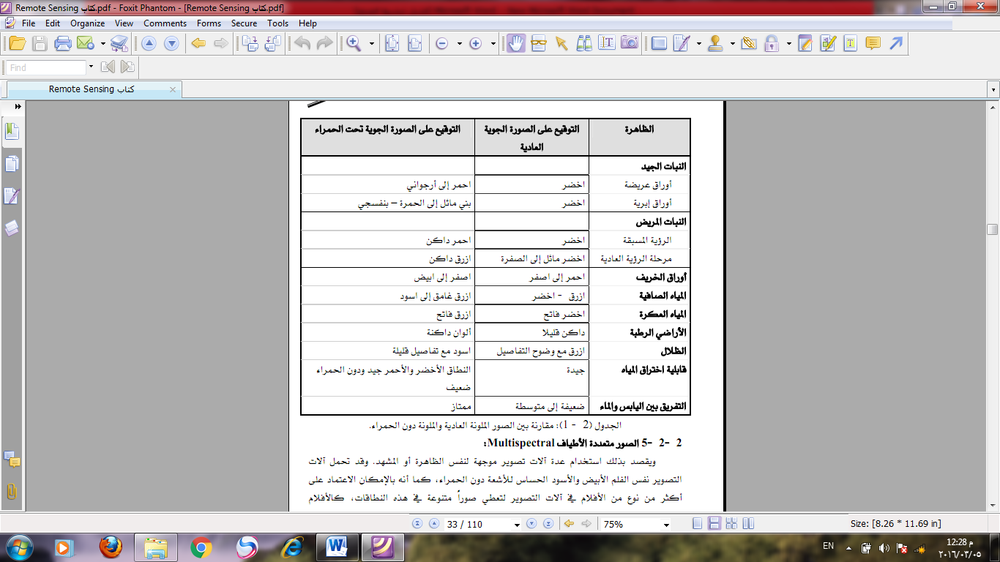 Remote Sensing كتاب.pdf - Foxit Phantom - [Remote Sensing كتاب.pdf]
File Edit Organize View Comments Forms Secure Tools Help
Find
Remote Sensing كتاب
الظاهرة التوقيع على الصورة الجوية العادية التوقيع على الصورة الجوية تحت الحمراء
النبات الجيد
أوراق عريضة اخضر احمر إلى أرجواني
أوراق إبرية اخضر بني مائل إلى الحمرة – بنفسجي
النبات المريض
الرؤية المسبقة اخضر احمر داكن
مرحلة الرؤية العادية اخضر مائل إلى الصفرة ازرق داكن
أوراق الخريف احمر إلى اصفر اصفر إلى ابيض
المياه الصافية ازرق - اخضر ازرق غامق إلى اسود
المياه العكرة اخضر فاتح ازرق فاتح
الأراضي الرطبة داكن قليلا ألوان داكنة
الظلال ازرق مع وضوح التفاصيل اسود مع تفاصيل قليلة
قابلية اختراق المياه جيدة النطاق الأخضر والأحمر جيد ودون الحمراء ضعيف
التفريق بين اليابس والماء ضعيفة إلى متوسطة ممتاز
الجدول (2 - 1): مقارنة بين الصور الملونة العادية والملونة دون الحمراء.
2 -2 -5 الصور متعددة الأطياف Multispectral:
ويقصد بذلك استخدام عدة آلات تصوير موجهة لنفس الظاهرة أو المشهد. وقد تحمل آلات
التصوير نفس الفلم الأبيض والأسود الحساس للأشعة دون الحمراء، كما أنه بالإمكان الاعتماد على
أكثر من نوع من الأفلام في آلات التصوير لتعطي صوراً متنوعة في هذه النطاقات، كالأفلام
33 / 110
75%
Size: [8.26 * 11.69 in]
EN
12:28 م
٢٠١٦/٠٣/٠٥